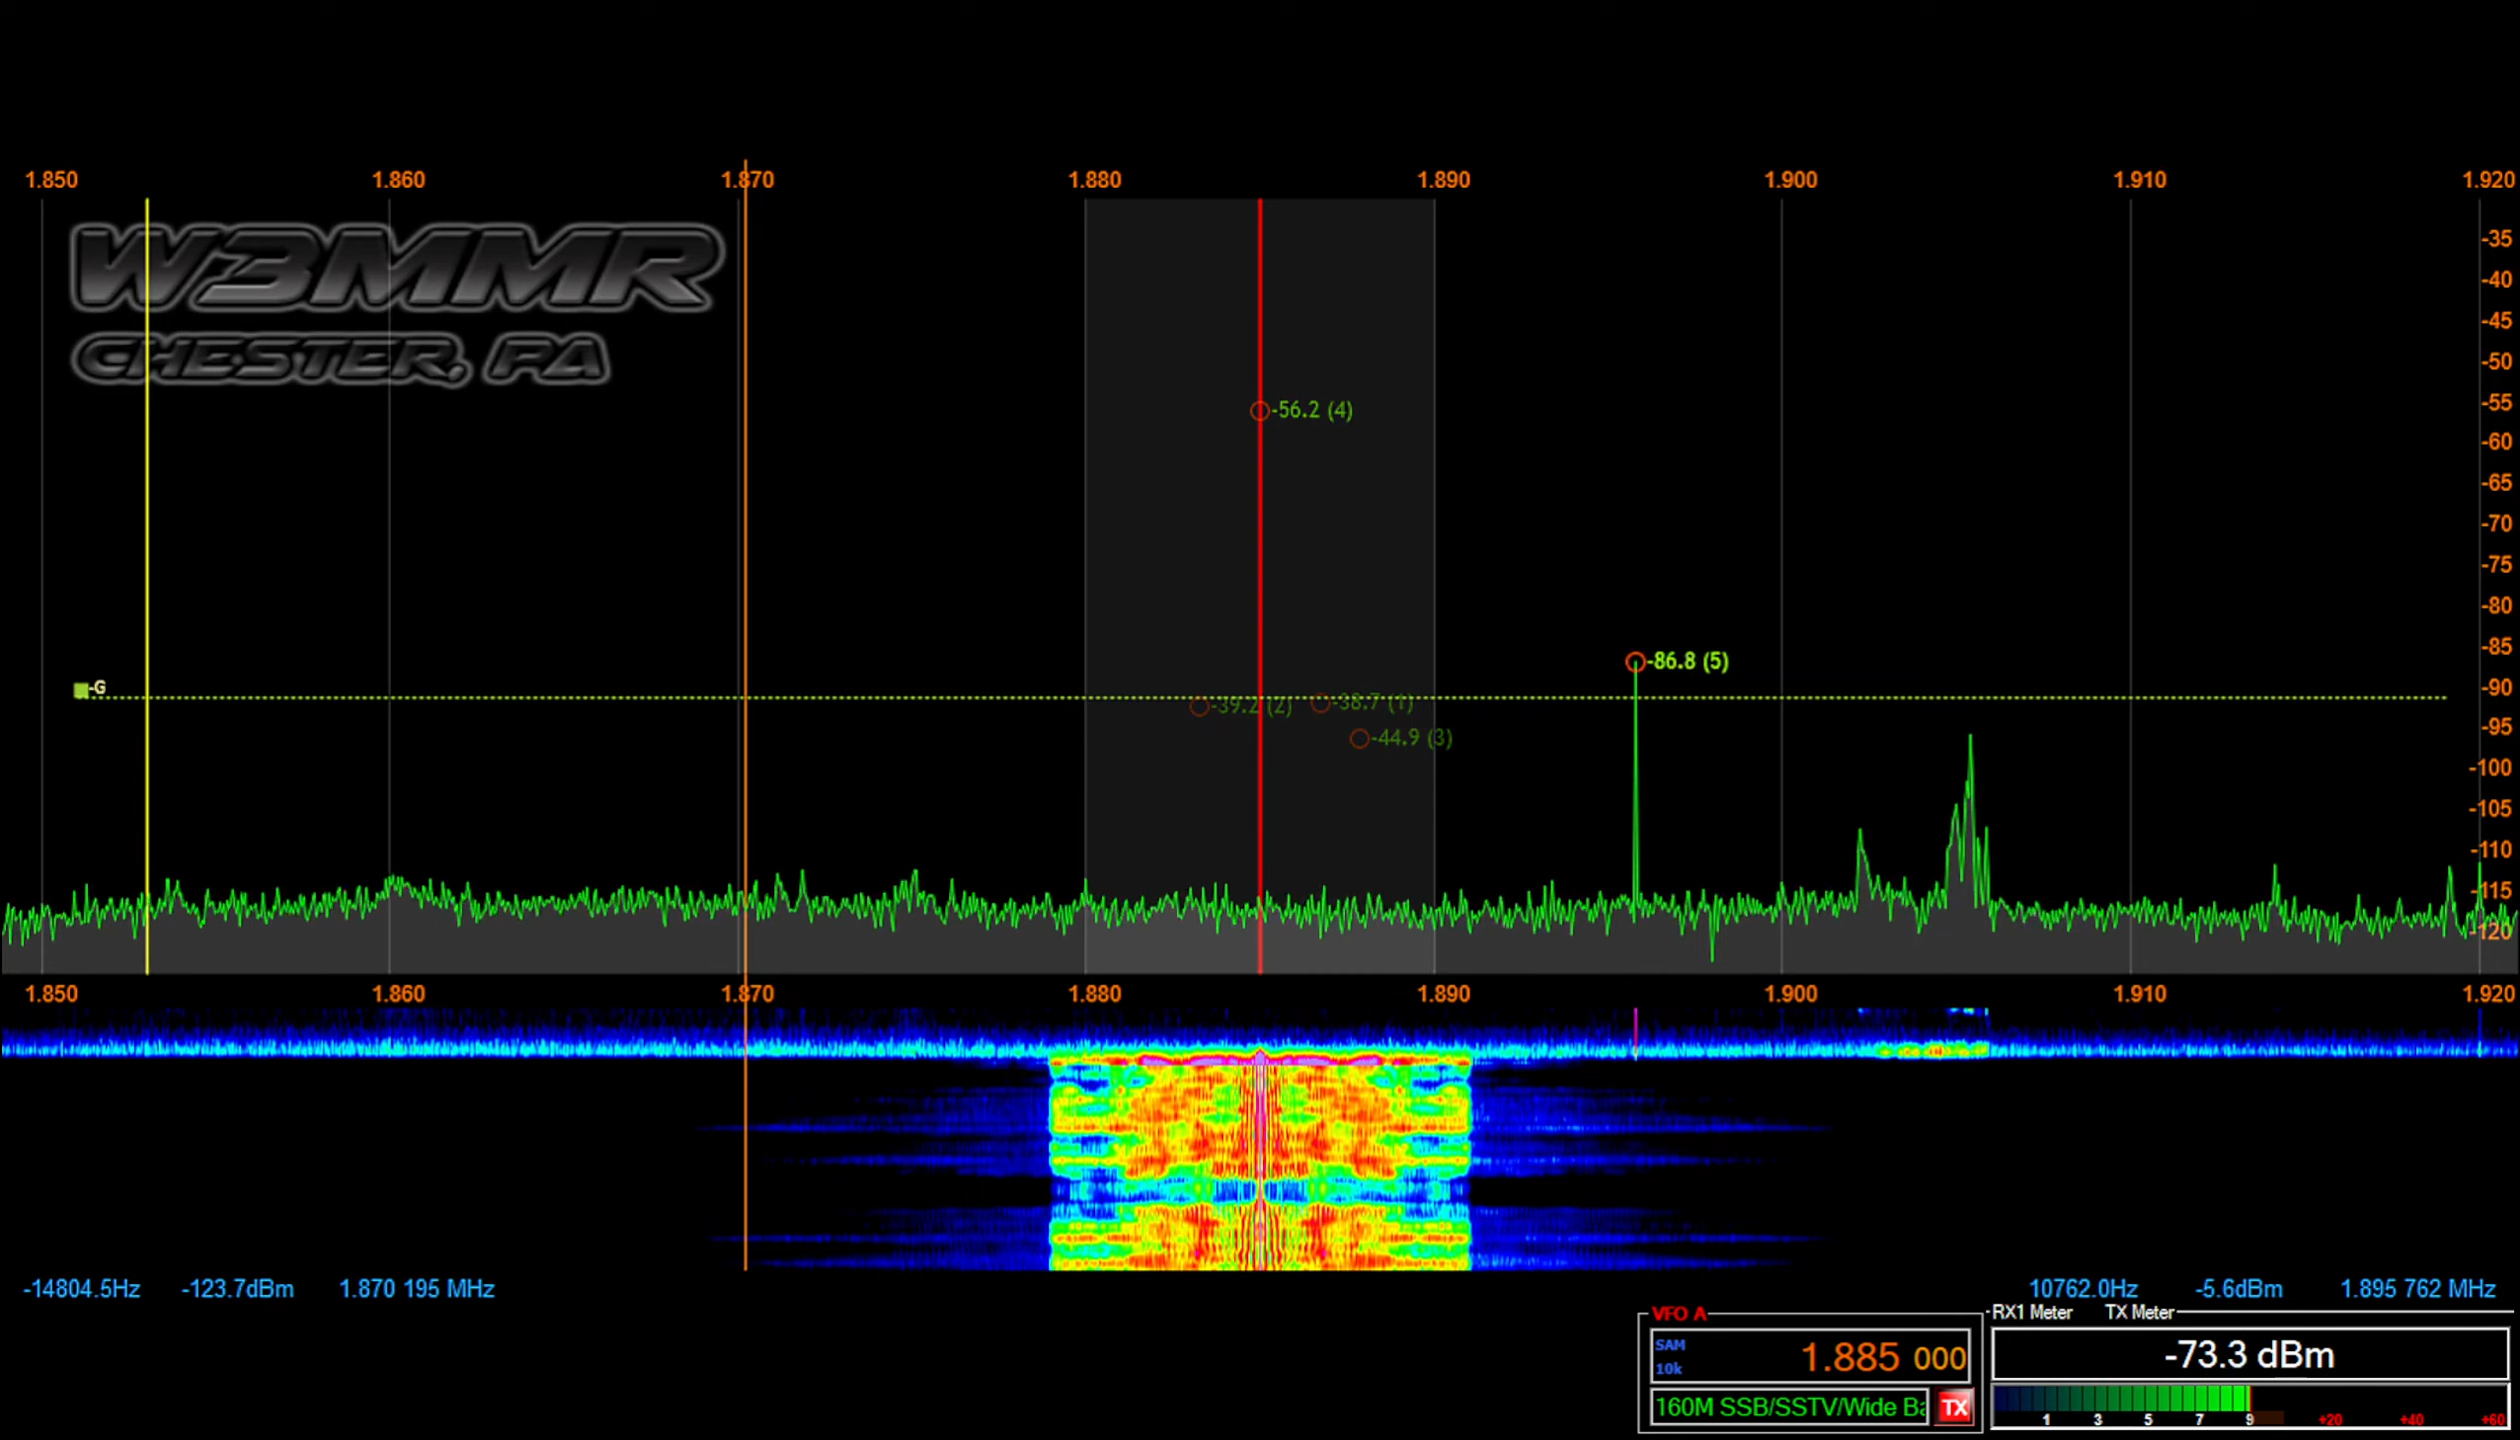 1.850 1.860 1.870 1.880 1.890 1.900 1.910 1.920
W3MMR
CHESTER, PA
-35
-40
-45
-50
-55
-60
-65
-70
-75
-80
-85
-90
-95
-100
-105
-110
-115
-120
-56.2 (4)
-86.8 (5)
-G
-39.2 (2) -38.7 (1)
-44.9 (3)
1.850 1.860 1.870 1.880 1.890 1.900 1.910 1.920
-14804.5Hz -123.7dBm 1.870 195 MHz
10762.0Hz -5.6dBm 1.895 762 MHz
VFO A
SAM
10k
1.885 000
160M SSB/SSTV/Wide Ba
TX
RX1 Meter TX Meter
-73.3 dBm
1 3 5 7 9 +20 +40 +60